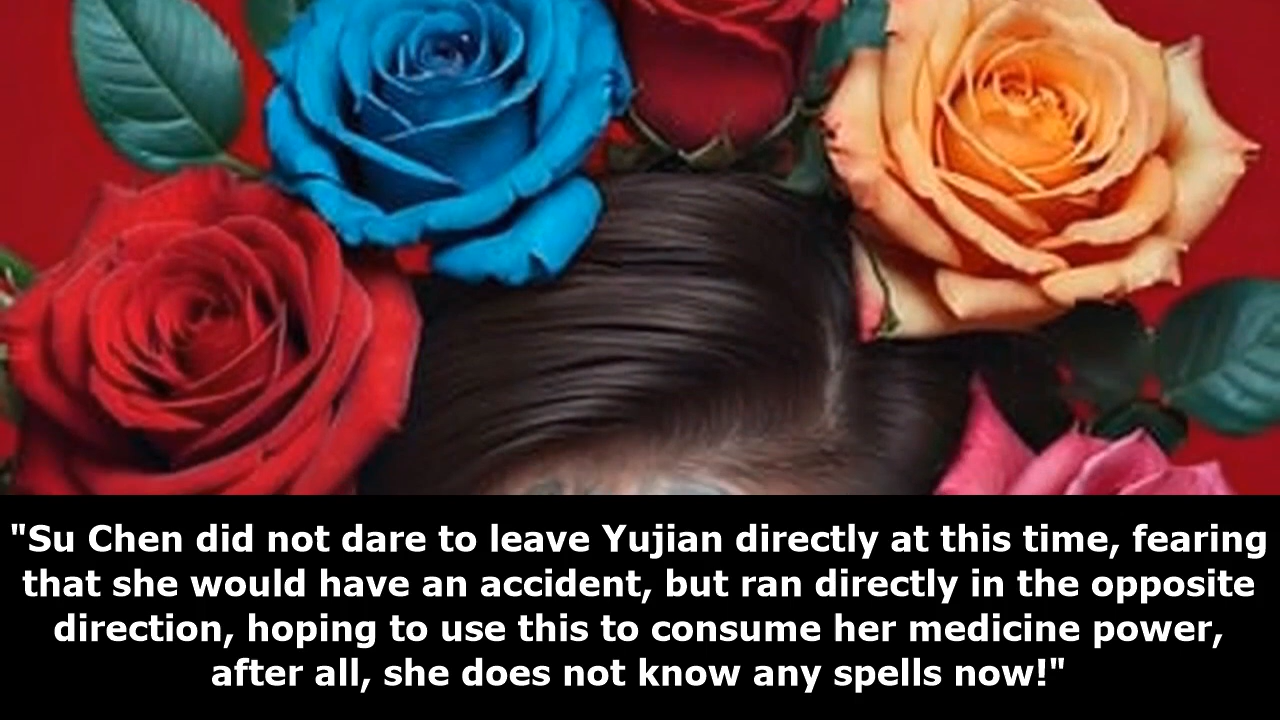 "Su Chen did not dare to leave Yujian directly at this time, fearing
that she would have an accident, but ran directly in the opposite
direction, hoping to use this to consume her medicine power,
after all, she does not know any spells now!"